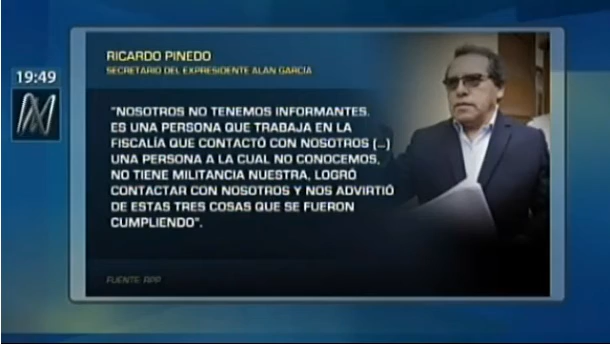 RICARDO PINEDO
SECRETARIO DEL EXPRESIDENTE ALAN GARCÍA
19:49
"NOSOTROS NO TENEMOS INFORMANTES.
ES UNA PERSONA QUE TRABAJA EN LA
FISCALÍA QUE CONTACTÓ CON NOSOTROS (...)
UNA PERSONA A LA CUAL NO CONOCEMOS,
NO TIENE MILITANCIA NUESTRA, LOGRÓ
CONTACTAR CON NOSOTROS Y NOS ADVIRTIÓ
DE ESTAS TRES COSAS QUE SE FUERON
CUMPLIENDO".
FUENTE: RPP